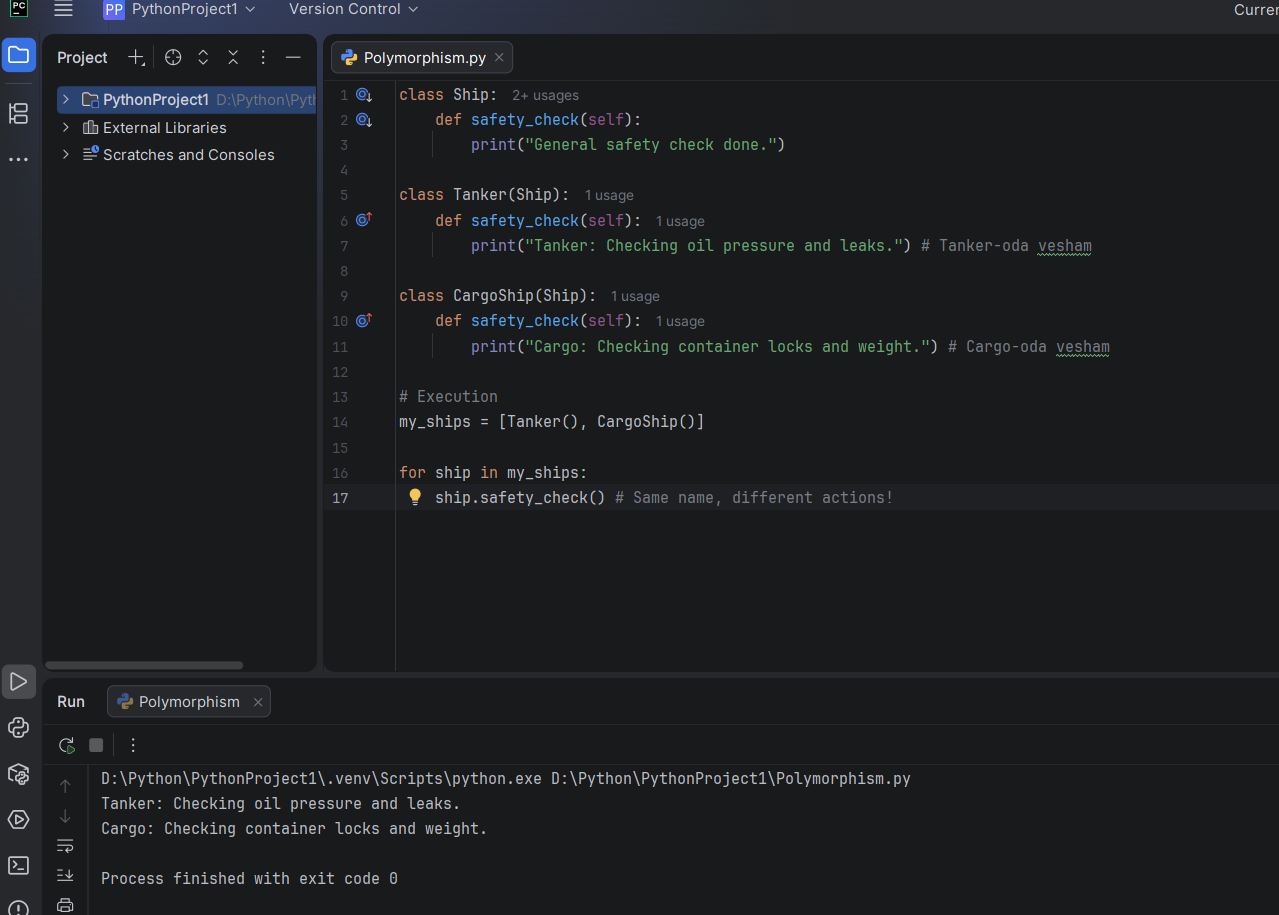 PC
PP PythonProject1 Version Control
Project
Polymorphism.py
PythonProject1 D:\Python\Pyth
External Libraries
Scratches and Consoles
1 class Ship: 2+ usages
2 def safety_check(self):
3 print("General safety check done.")
4
5 class Tanker(Ship): 1 usage
6 def safety_check(self): 1 usage
7 print("Tanker: Checking oil pressure and leaks.") # Tanker-oda vesham
8
9 class CargoShip(Ship): 1 usage
10 def safety_check(self): 1 usage
11 print("Cargo: Checking container locks and weight.") # Cargo-oda vesham
12
13 # Execution
14 my_ships = [Tanker(), CargoShip()]
15
16 for ship in my_ships:
17 ship.safety_check() # Same name, different actions!
Run Polymorphism
D:\Python\PythonProject1\.venv\Scripts\python.exe D:\Python\PythonProject1\Polymorphism.py
Tanker: Checking oil pressure and leaks.
Cargo: Checking container locks and weight.
Process finished with exit code 0